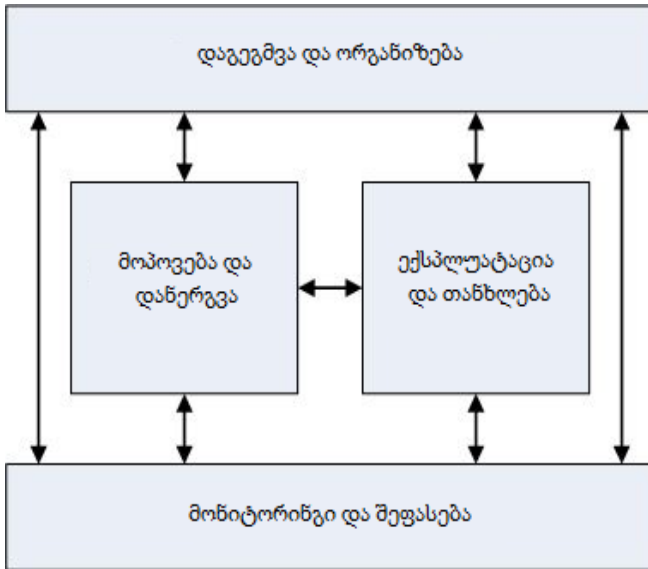 დაგეგმვა და ორგანიზება
მოპოვება და
დანერგვა
ექსპლუატაცია
და თანხლება
მონიტორინგი და შეფასება